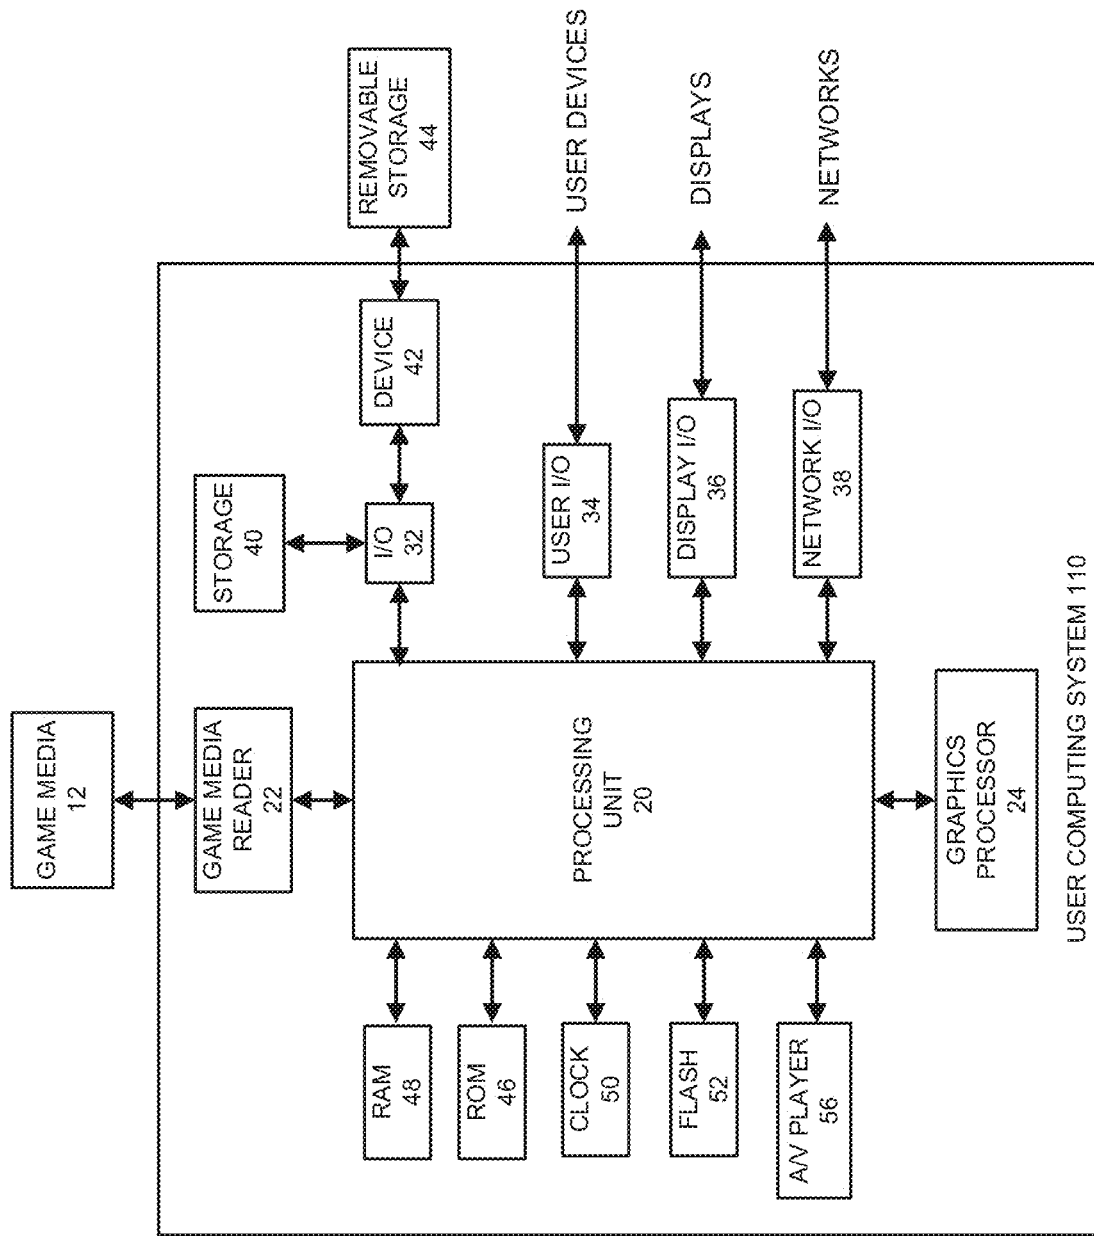 GAME MEDIA
12
GAME MEDIA
READER
22
STORAGE
40
I/O
32
DEVICE
42
REMOVABLE
STORAGE
44
RAM
48
ROM
46
CLOCK
50
FLASH
52
A/V PLAYER
56
PROCESSING
UNIT
20
USER I/O
34
USER DEVICES
DISPLAY I/O
36
DISPLAYS
NETWORK I/O
38
NETWORKS
GRAPHICS
PROCESSOR
24
USER COMPUTING SYSTEM 110